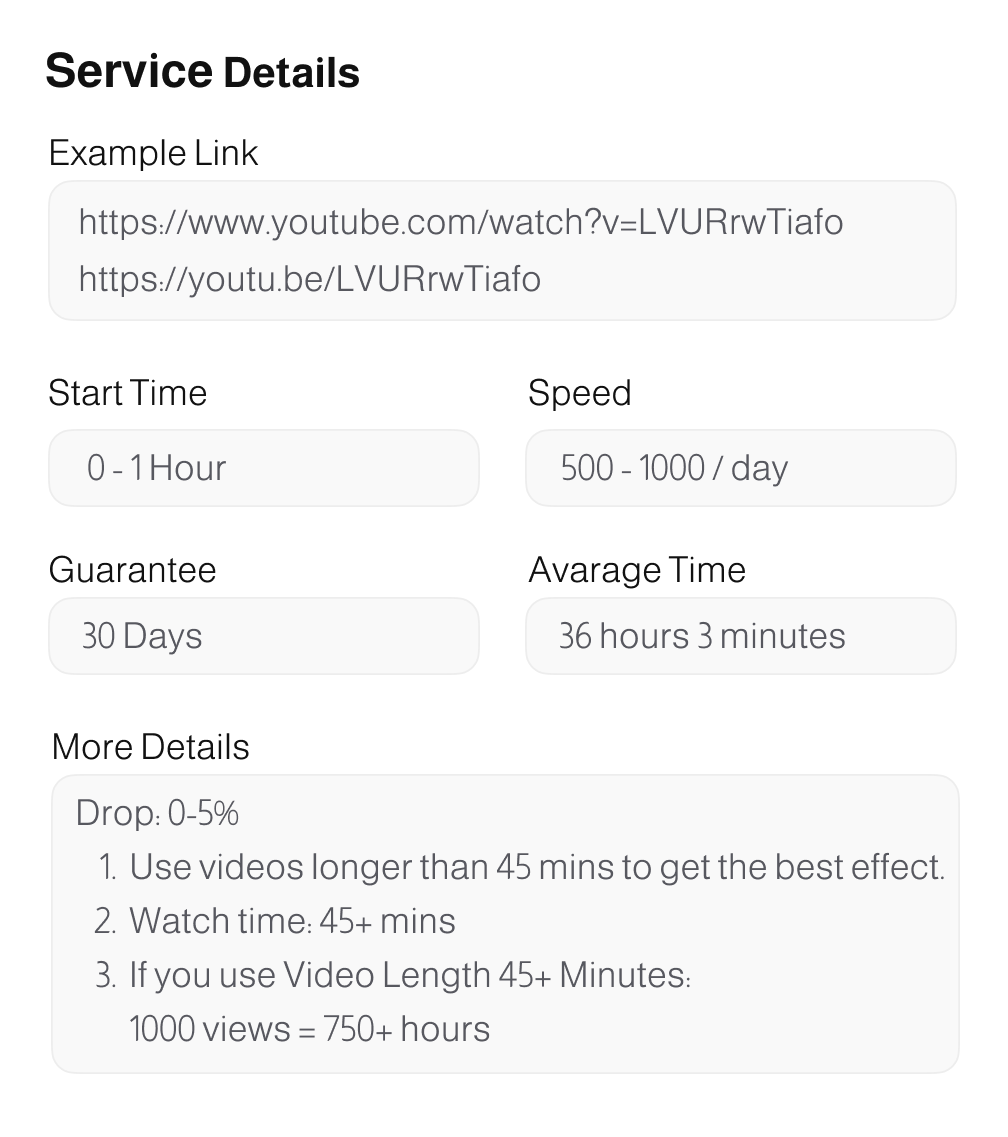 Service Details
Example Link
https://www.youtube.com/watch?v=LVURrwTiafo
https://youtu.be/LVURrwTiafo
Start Time
Speed
0 - 1 Hour
500 - 1000 / day
Guarantee
Avarage Time
30 Days
36 hours 3 minutes
More Details
Drop: 0-5%
1. Use videos longer than 45 mins to get the best effect.
2. Watch time: 45+ mins
3. If you use Video Length 45+ Minutes:
1000 views = 750+ hours